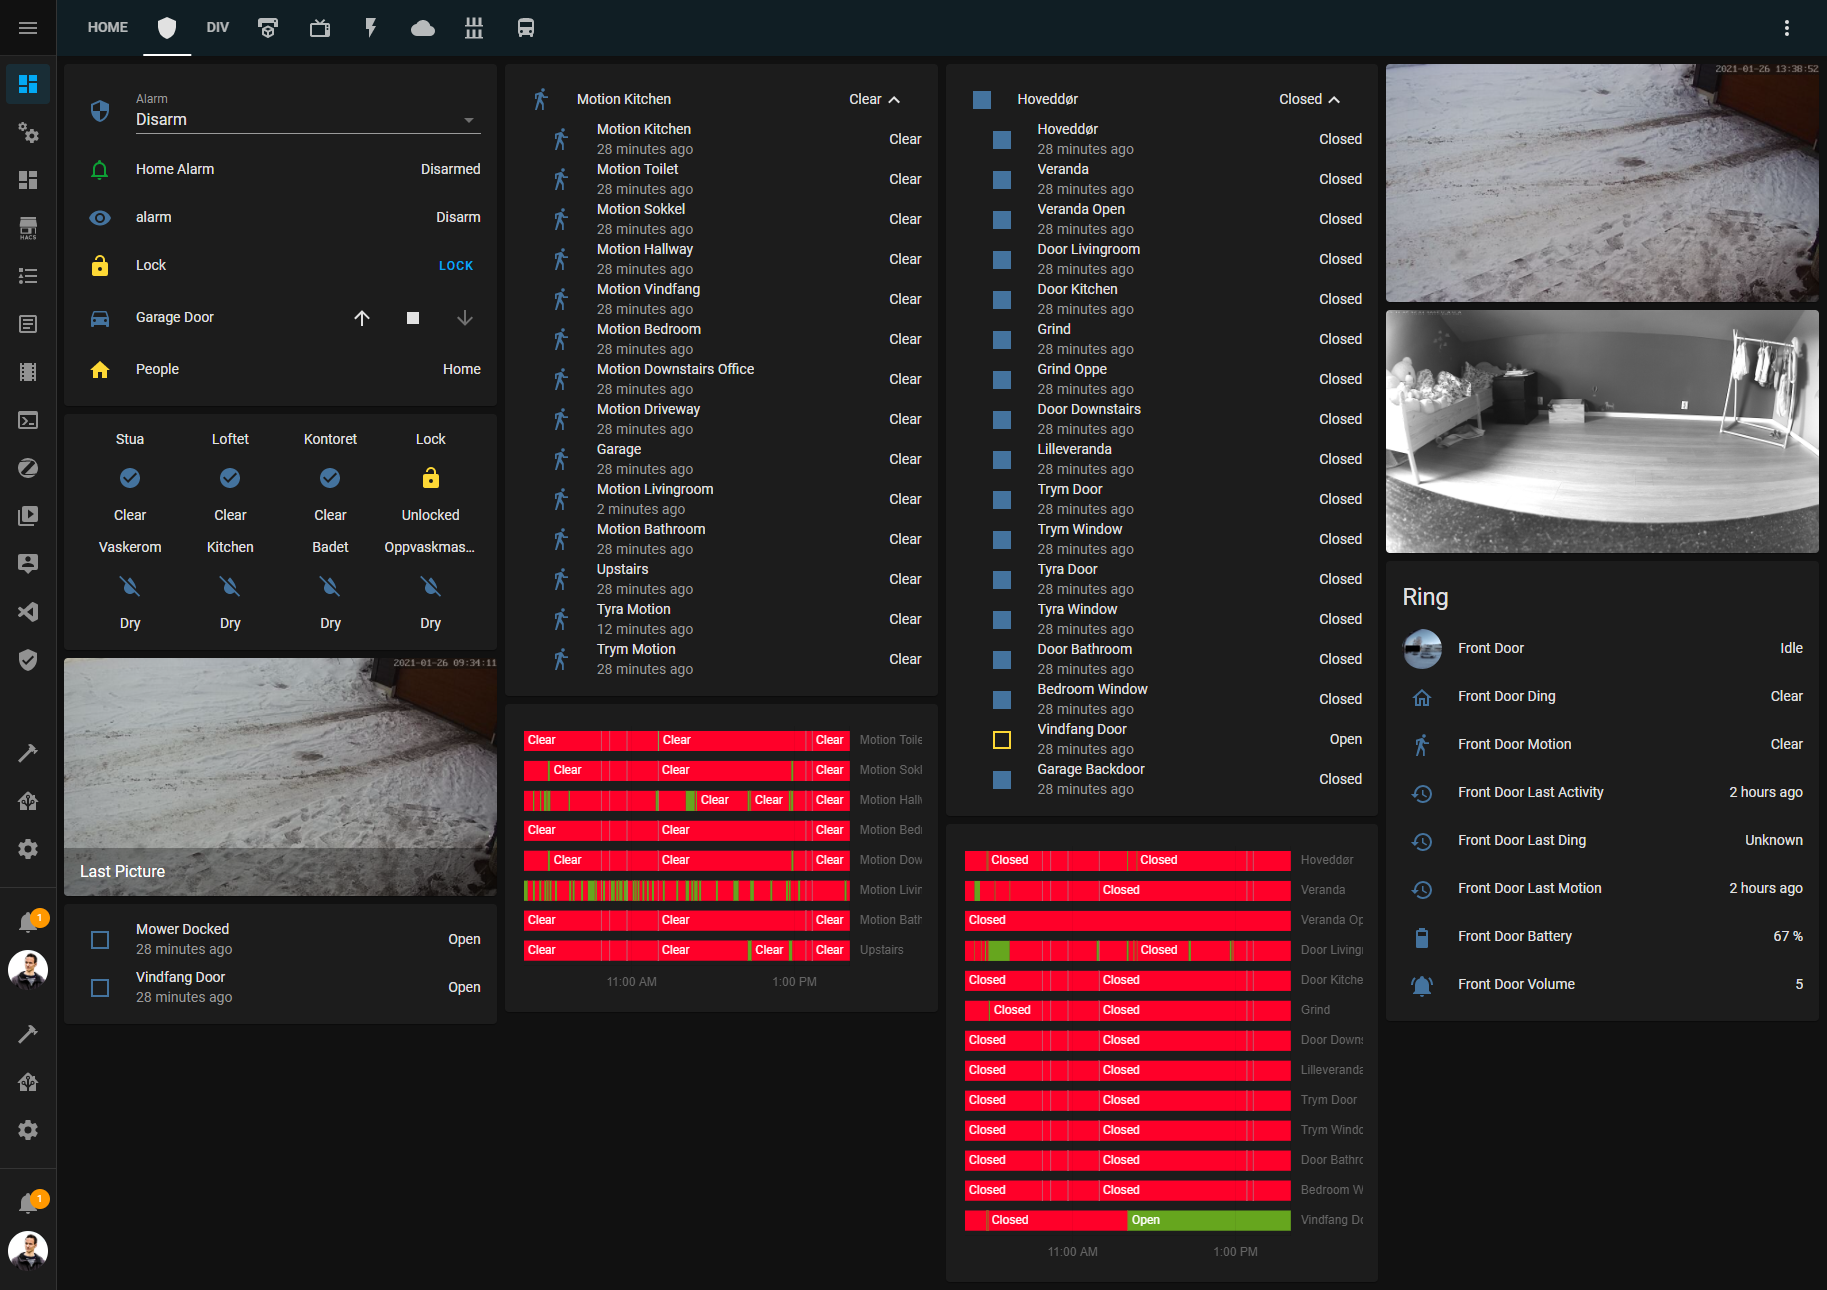 HOME
DIV
HACS
1
1
Alarm
Disarm
Home Alarm
Disarmed
alarm
Disarm
Lock
LOCK
Garage Door
People
Home
Stua
Loftet
Kontoret
Lock
Clear
Clear
Clear
Unlocked
Vaskerom
Kitchen
Badet
Oppvaskmas...
Dry
Dry
Dry
Dry
2021-01-26 09:34:11
Last Picture
Mower Docked
28 minutes ago
Open
Vindfang Door
28 minutes ago
Open
Motion Kitchen
Clear
Motion Kitchen
28 minutes ago
Clear
Motion Toilet
28 minutes ago
Clear
Motion Sokkel
28 minutes ago
Clear
Motion Hallway
28 minutes ago
Clear
Motion Vindfang
28 minutes ago
Clear
Motion Bedroom
28 minutes ago
Clear
Motion Downstairs Office
28 minutes ago
Clear
Motion Driveway
28 minutes ago
Clear
Garage
28 minutes ago
Clear
Motion Livingroom
2 minutes ago
Clear
Motion Bathroom
28 minutes ago
Clear
Upstairs
28 minutes ago
Clear
Tyra Motion
12 minutes ago
Clear
Trym Motion
28 minutes ago
Clear
Clear Clear Clear Motion Toile
Clear Clear Clear Motion Sokk
Clear Clear Clear Motion Hallw
Clear Clear Clear Motion Bedr
Clear Clear Clear Motion Dow
Motion Livin
Clear Clear Clear Motion Bath
Clear Clear Clear Clear Upstairs
11:00 AM 1:00 PM
Hoveddør
Closed
Hoveddør
28 minutes ago
Closed
Veranda
28 minutes ago
Closed
Veranda Open
28 minutes ago
Closed
Door Livingroom
28 minutes ago
Closed
Door Kitchen
28 minutes ago
Closed
Grind
28 minutes ago
Closed
Grind Oppe
28 minutes ago
Closed
Door Downstairs
28 minutes ago
Closed
Lilleveranda
28 minutes ago
Closed
Trym Door
28 minutes ago
Closed
Trym Window
28 minutes ago
Closed
Tyra Door
28 minutes ago
Closed
Tyra Window
28 minutes ago
Closed
Door Bathroom
28 minutes ago
Closed
Bedroom Window
28 minutes ago
Closed
Vindfang Door
28 minutes ago
Open
Garage Backdoor
28 minutes ago
Closed
Closed Closed Hoveddør
Closed Veranda
Closed Veranda Op
Closed Door Living
Closed Closed Door Kitche
Closed Closed Grind
Closed Closed Door Downs
Closed Closed Lilleveranda
Closed Closed Trym Door
Closed Closed Trym Windo
Closed Closed Door Bathro
Closed Closed Bedroom W
Closed Open Vindfang Do
11:00 AM 1:00 PM
2021-01-26 13:38:52
Ring
Front Door
Idle
Front Door Ding
Clear
Front Door Motion
Clear
Front Door Last Activity
2 hours ago
Front Door Last Ding
Unknown
Front Door Last Motion
2 hours ago
Front Door Battery
67 %
Front Door Volume
5